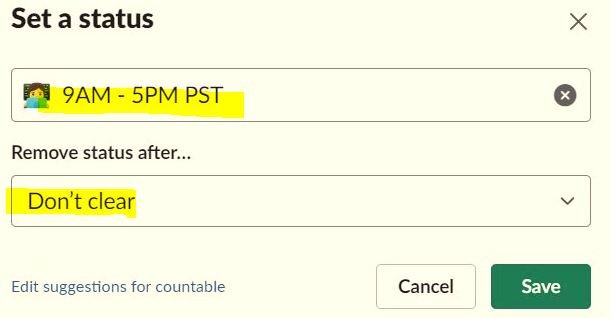 Set a status
9AM - 5PM PST
Remove status after...
Don't clear
Edit suggestions for countable
Cancel
Save